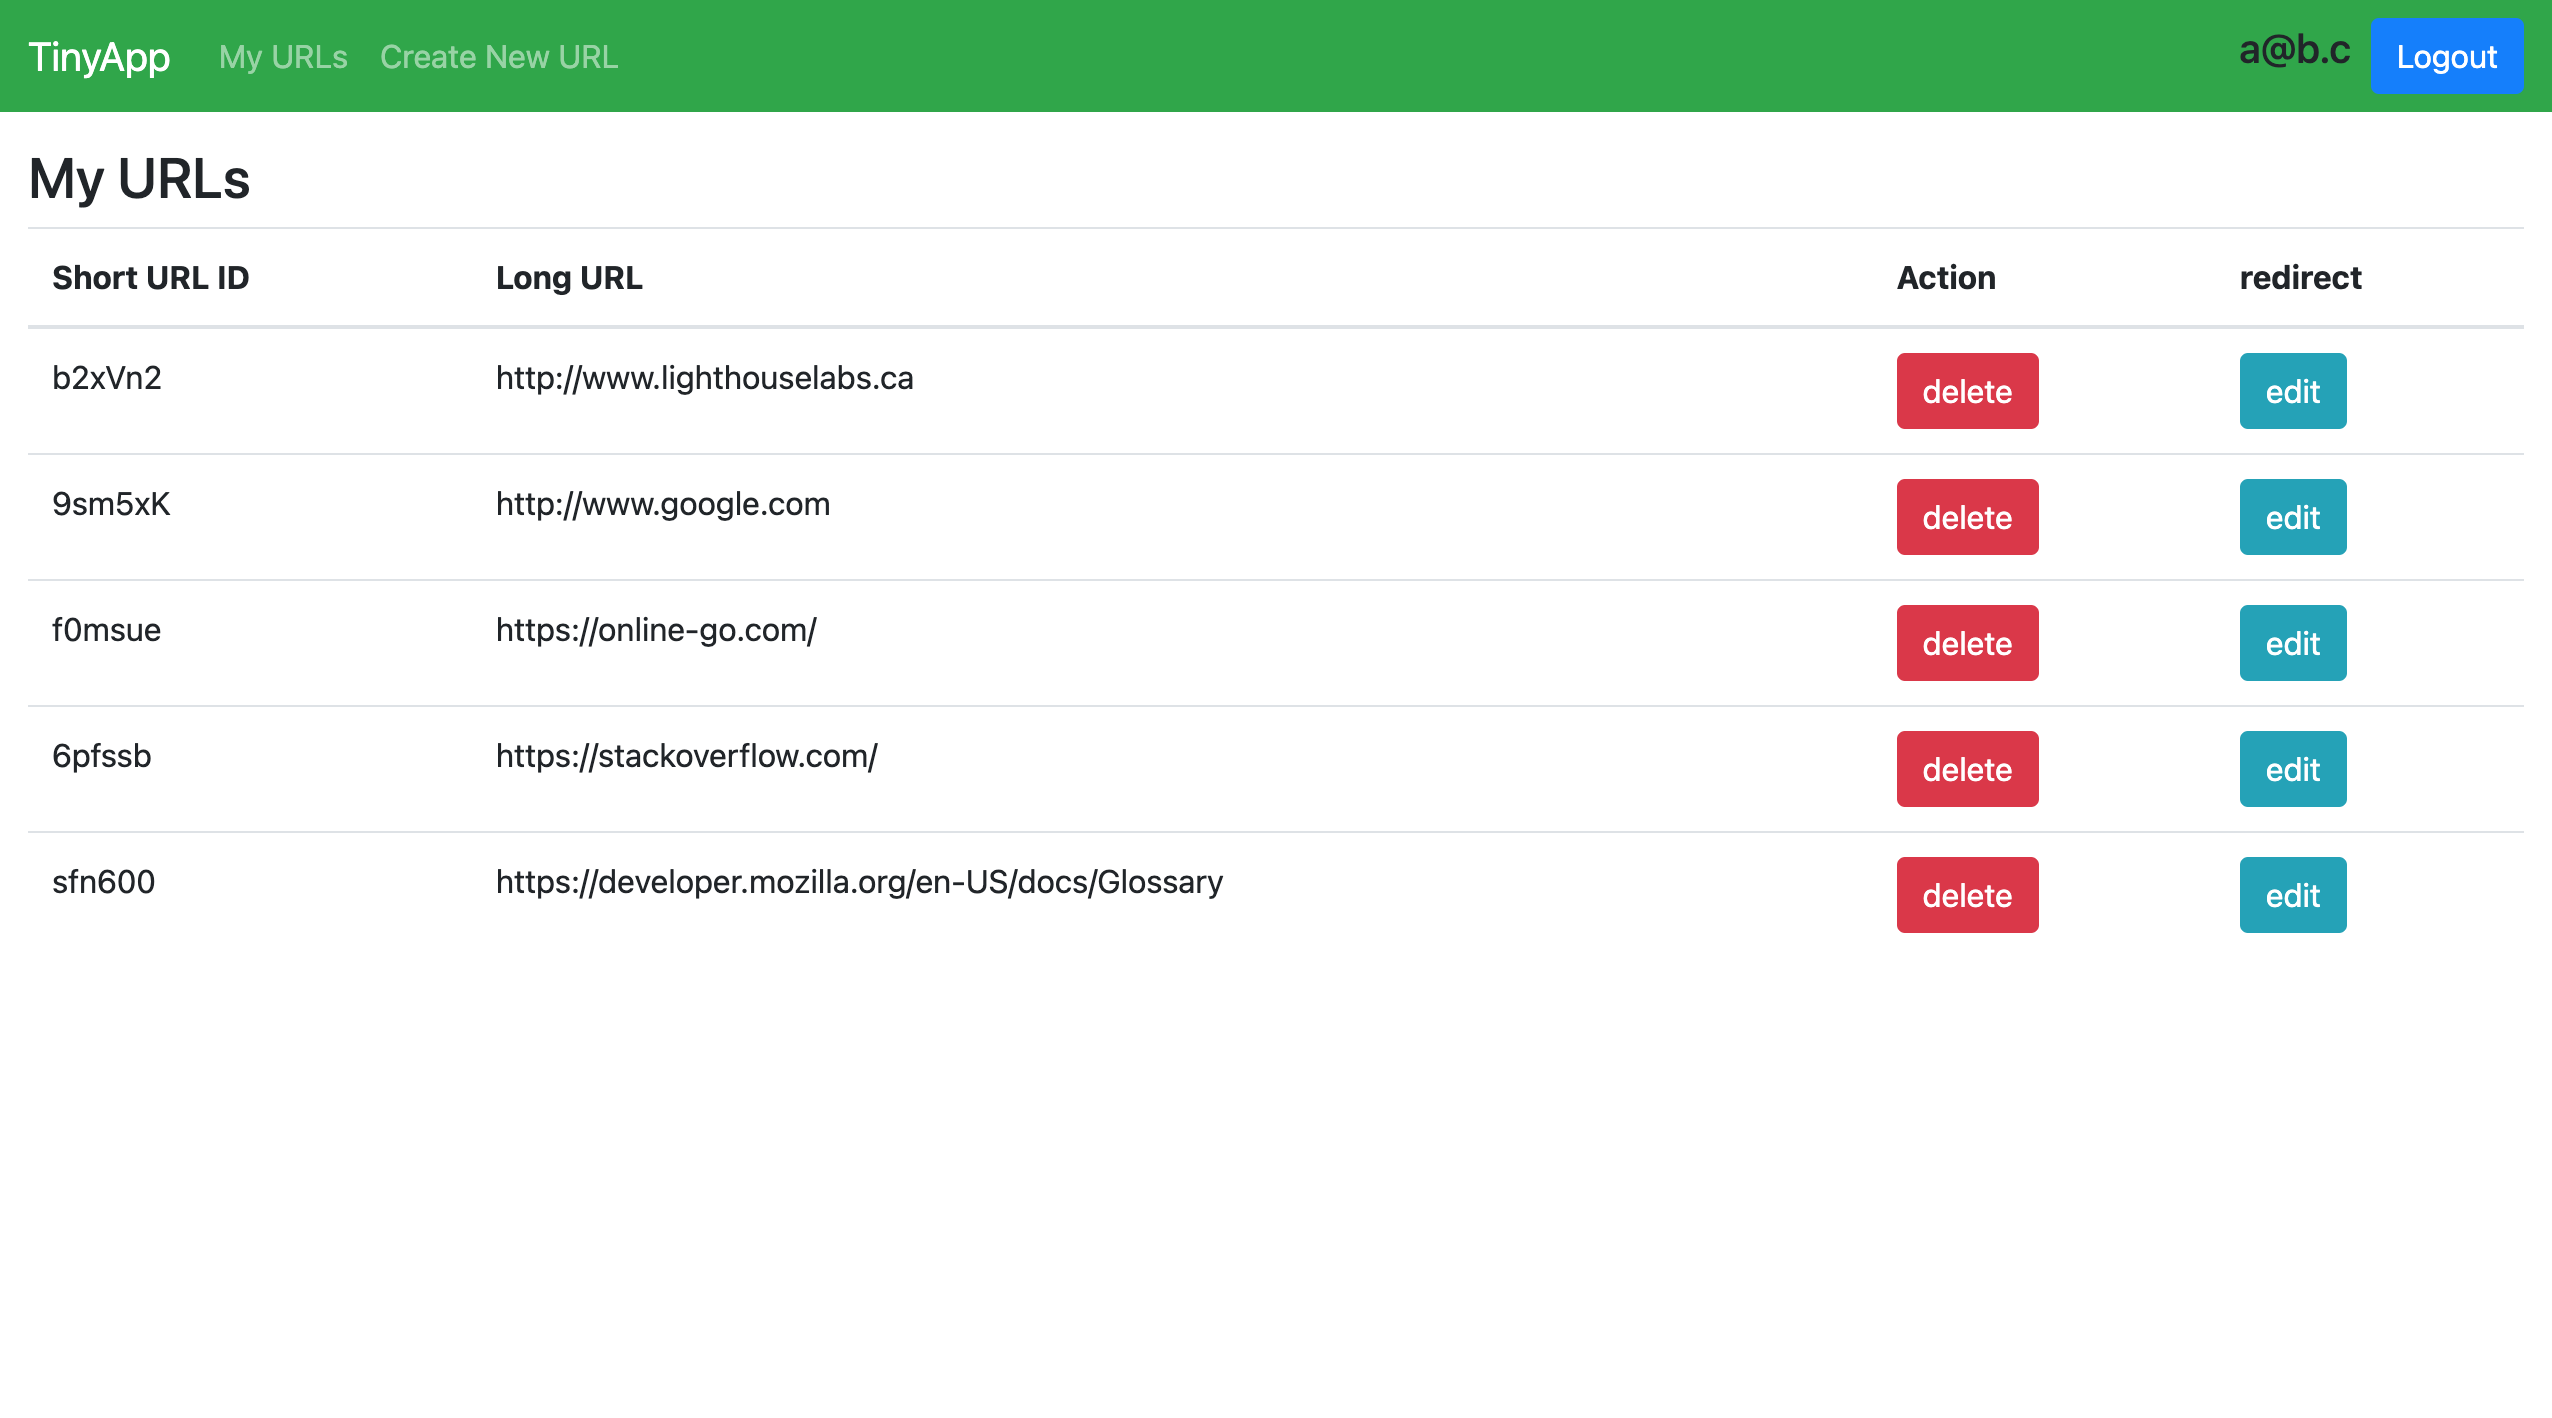 TinyApp My URLs Create New URL a@b.c Logout
My URLs
Short URL ID Long URL Action redirect
b2xVn2 http://www.lighthouselabs.ca delete edit
9sm5xK http://www.google.com delete edit
f0msue https://online-go.com/ delete edit
6pfssb https://stackoverflow.com/ delete edit
sfn600 https://developer.mozilla.org/en-US/docs/Glossary delete edit